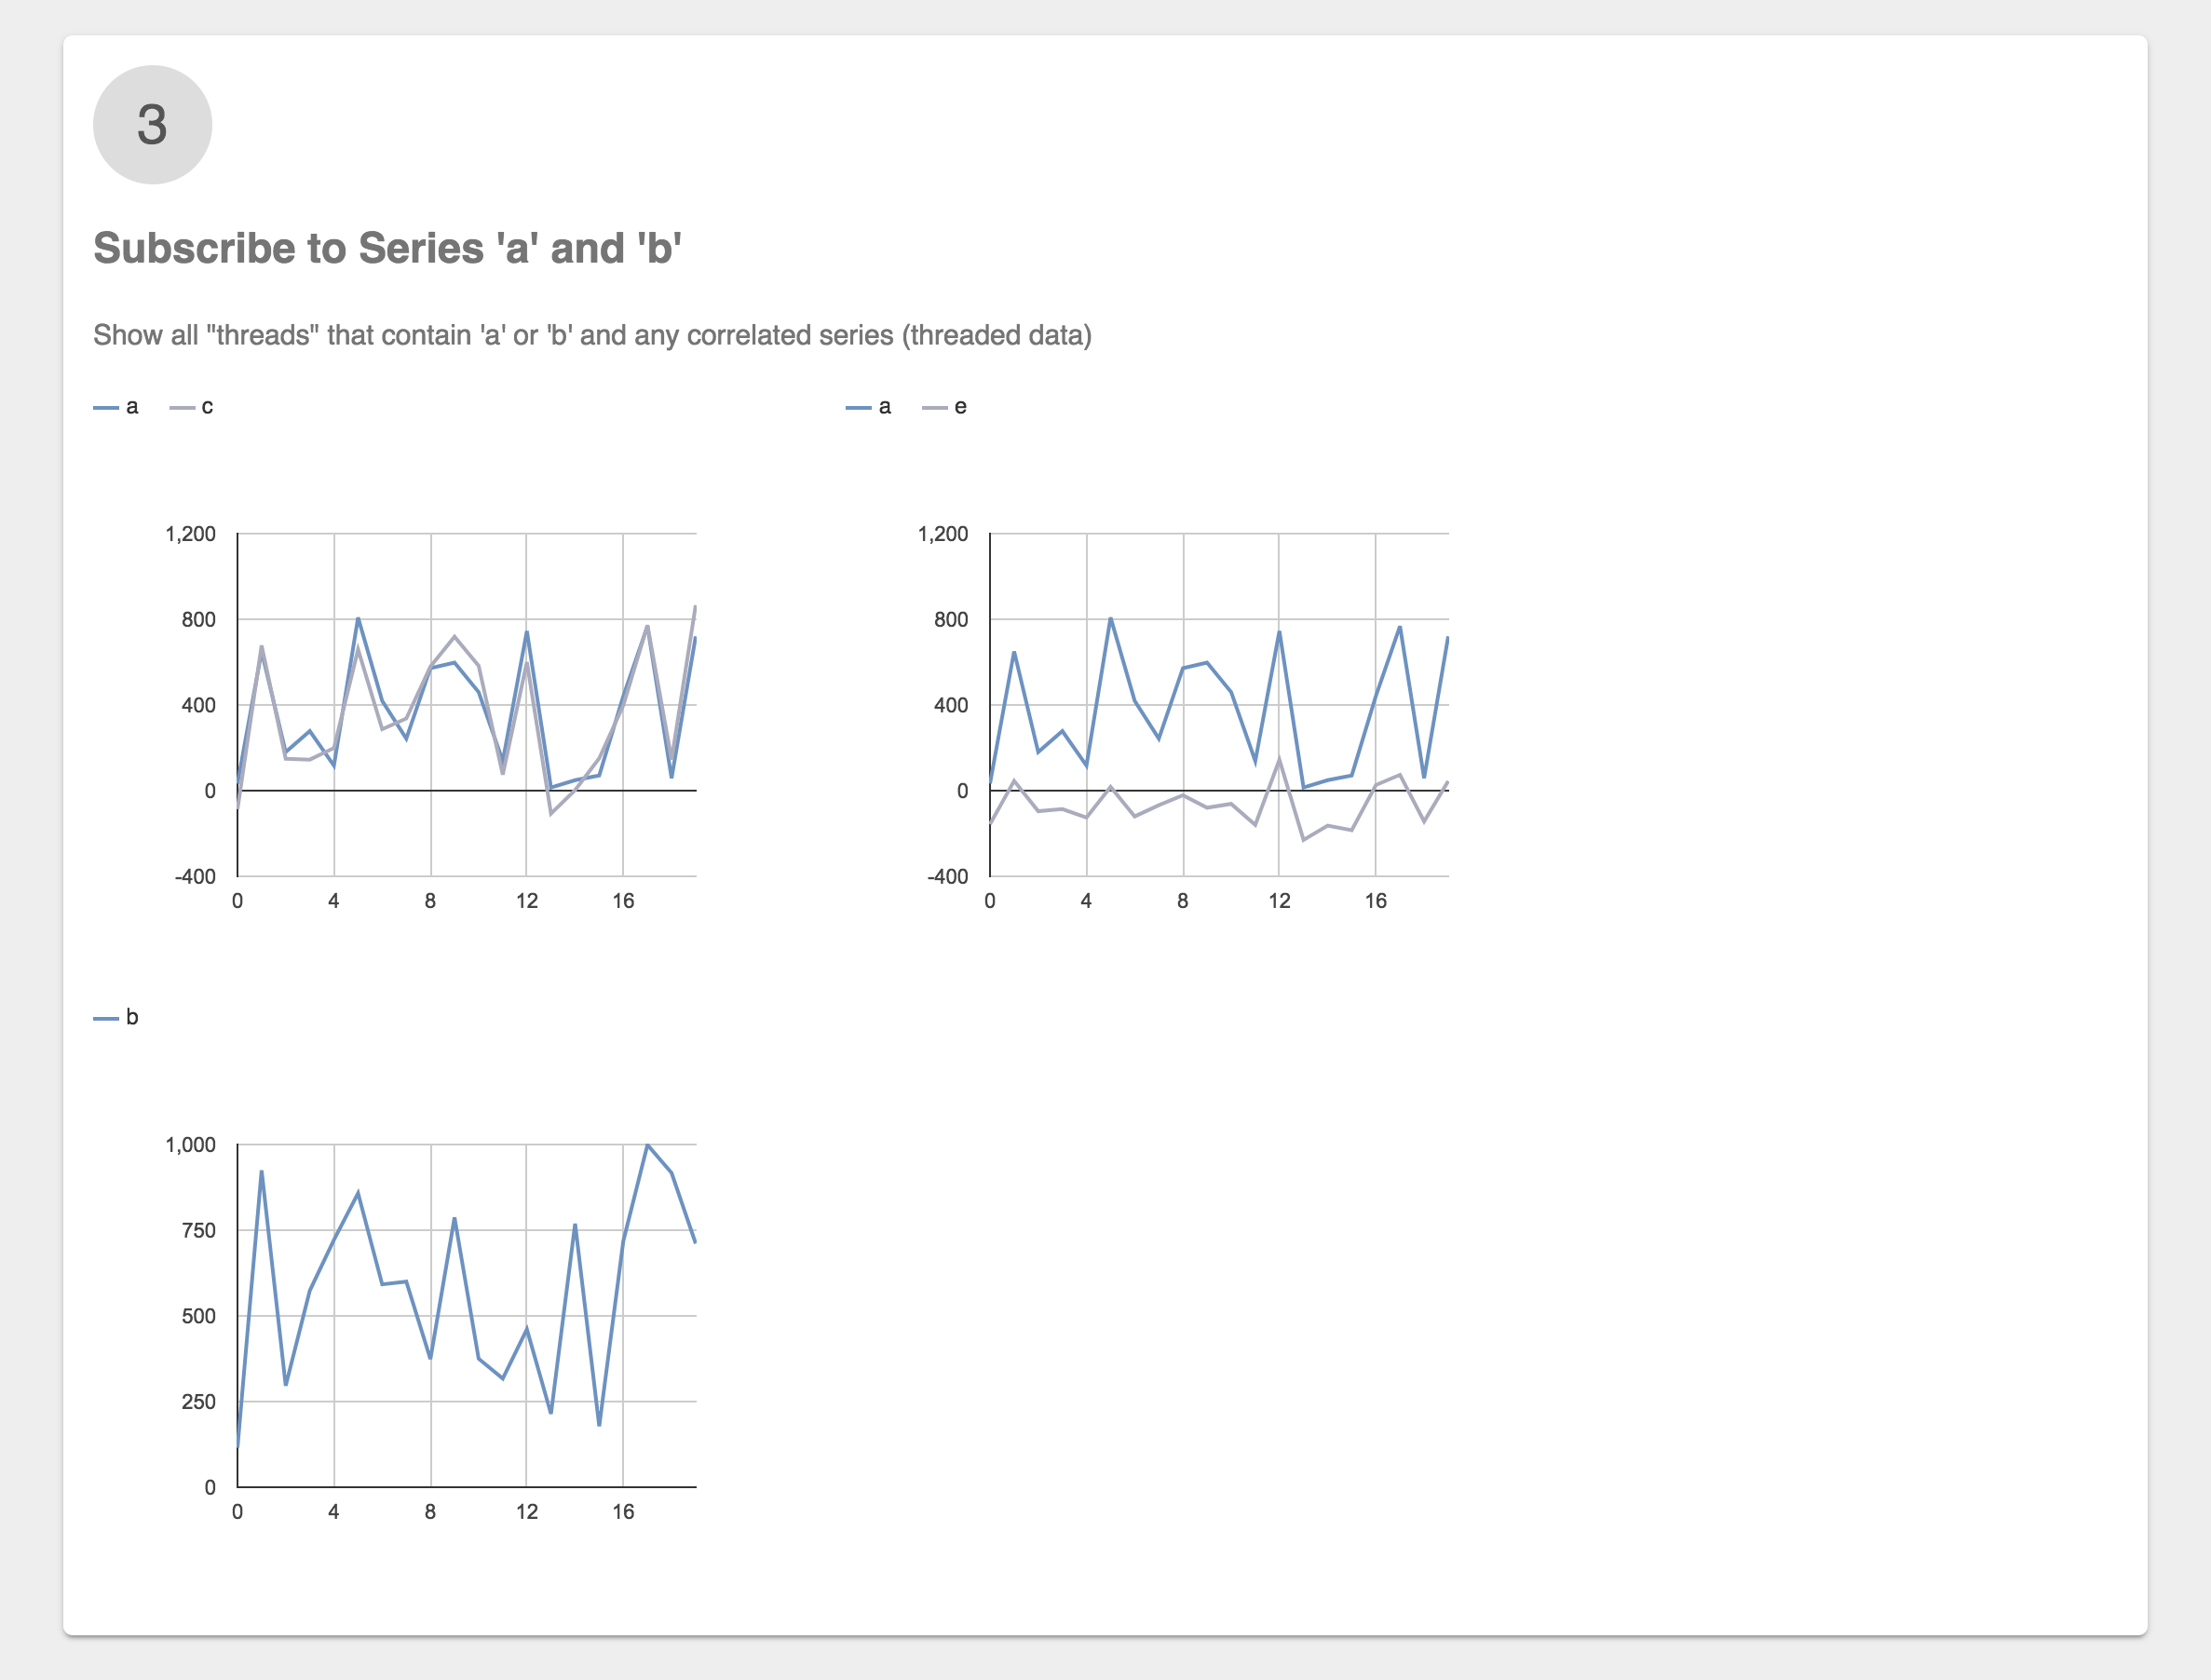 3
Subscribe to Series 'a' and 'b'
Show all "threads" that contain 'a' or 'b' and any correlated series (threaded data)
a c
1,200
800
400
0
-400
0 4 8 12 16
a e
1,200
800
400
0
-400
0 4 8 12 16
b
1,000
750
500
250
0
0 4 8 12 16